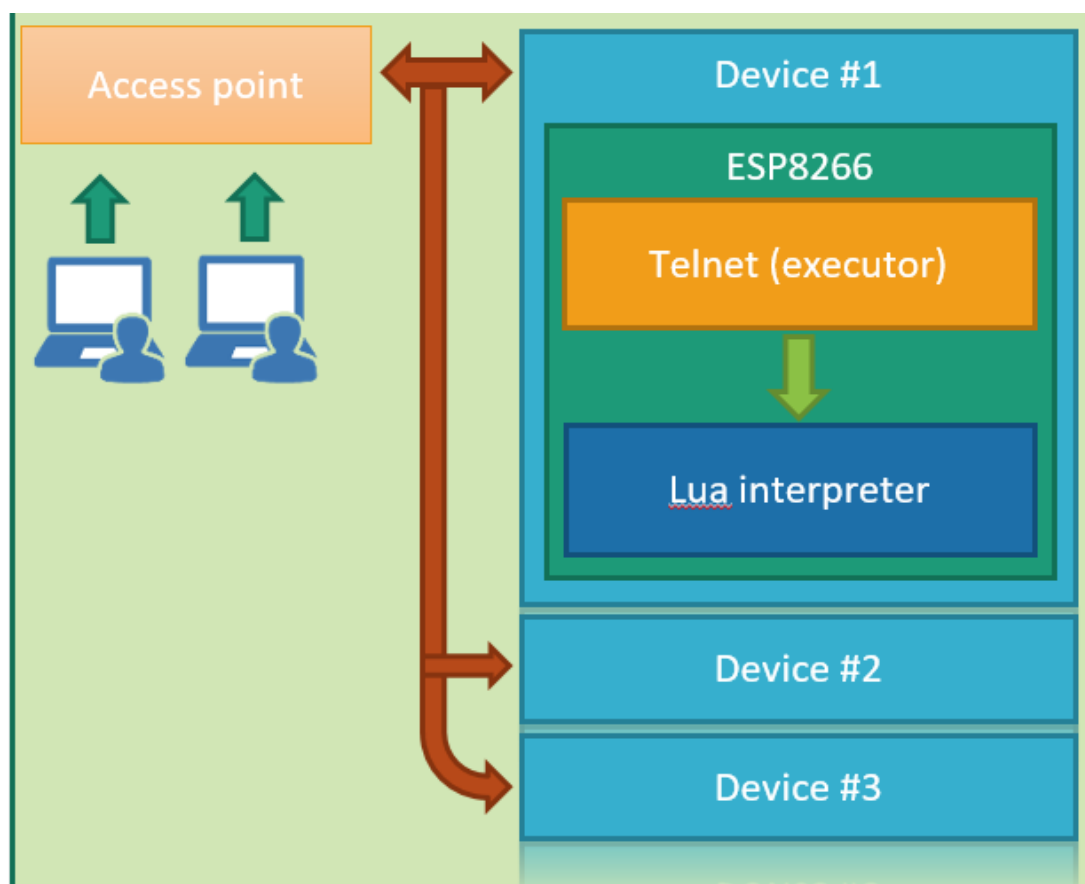 Access point
Device #1
ESP8266
Telnet (executor)
Lua interpreter
Device #2
Device #3